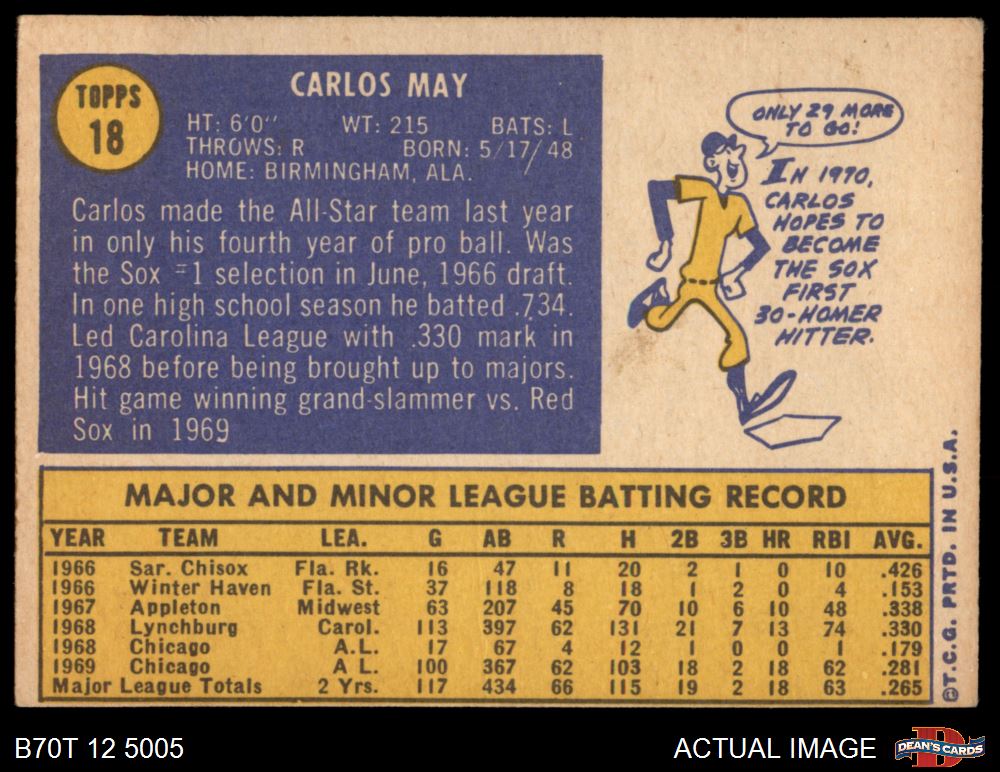 TOPPS
18
CARLOS MAY
HT: 6'0" WT: 215 BATS: L
THROWS: R BORN: 5/17/48
HOME: BIRMINGHAM, ALA.
Carlos made the All-Star team last year
in only his fourth year of pro ball. Was
the Sox =1 selection in June, 1966 draft.
In one high school season he batted .734.
Led Carolina League with .330 mark in
1968 before being brought up to majors.
Hit game winning grand-slammer vs. Red
Sox in 1969
ONLY 29 MORE
TO GO!
IN 1970,
CARLOS
HOPES TO
BECOME
THE SOX
FIRST
30-HOMER
HITTER.
MAJOR AND MINOR LEAGUE BATTING RECORD
YEAR TEAM LEA. G AB R H 2B 3B HR RBI AVG.
1966 Sar. Chisox Fla. Rk. 16 47 11 20 2 1 0 10 .426
1966 Winter Haven Fla. St. 37 118 8 18 1 2 0 4 .153
1967 Appleton Midwest 63 207 45 70 10 6 10 48 .338
1968 Lynchburg Carol. 113 397 62 131 21 7 13 74 .330
1968 Chicago A.L. 17 67 4 12 1 0 0 1 .179
1969 Chicago A L. 100 367 62 103 18 2 18 62 .281
Major League Totals 2 Yrs. 117 434 66 115 19 2 18 63 .265
©T.C.G. PRTD. IN U.S.A.
B70T 12 5005
ACTUAL IMAGE
DEAN'S CARDS